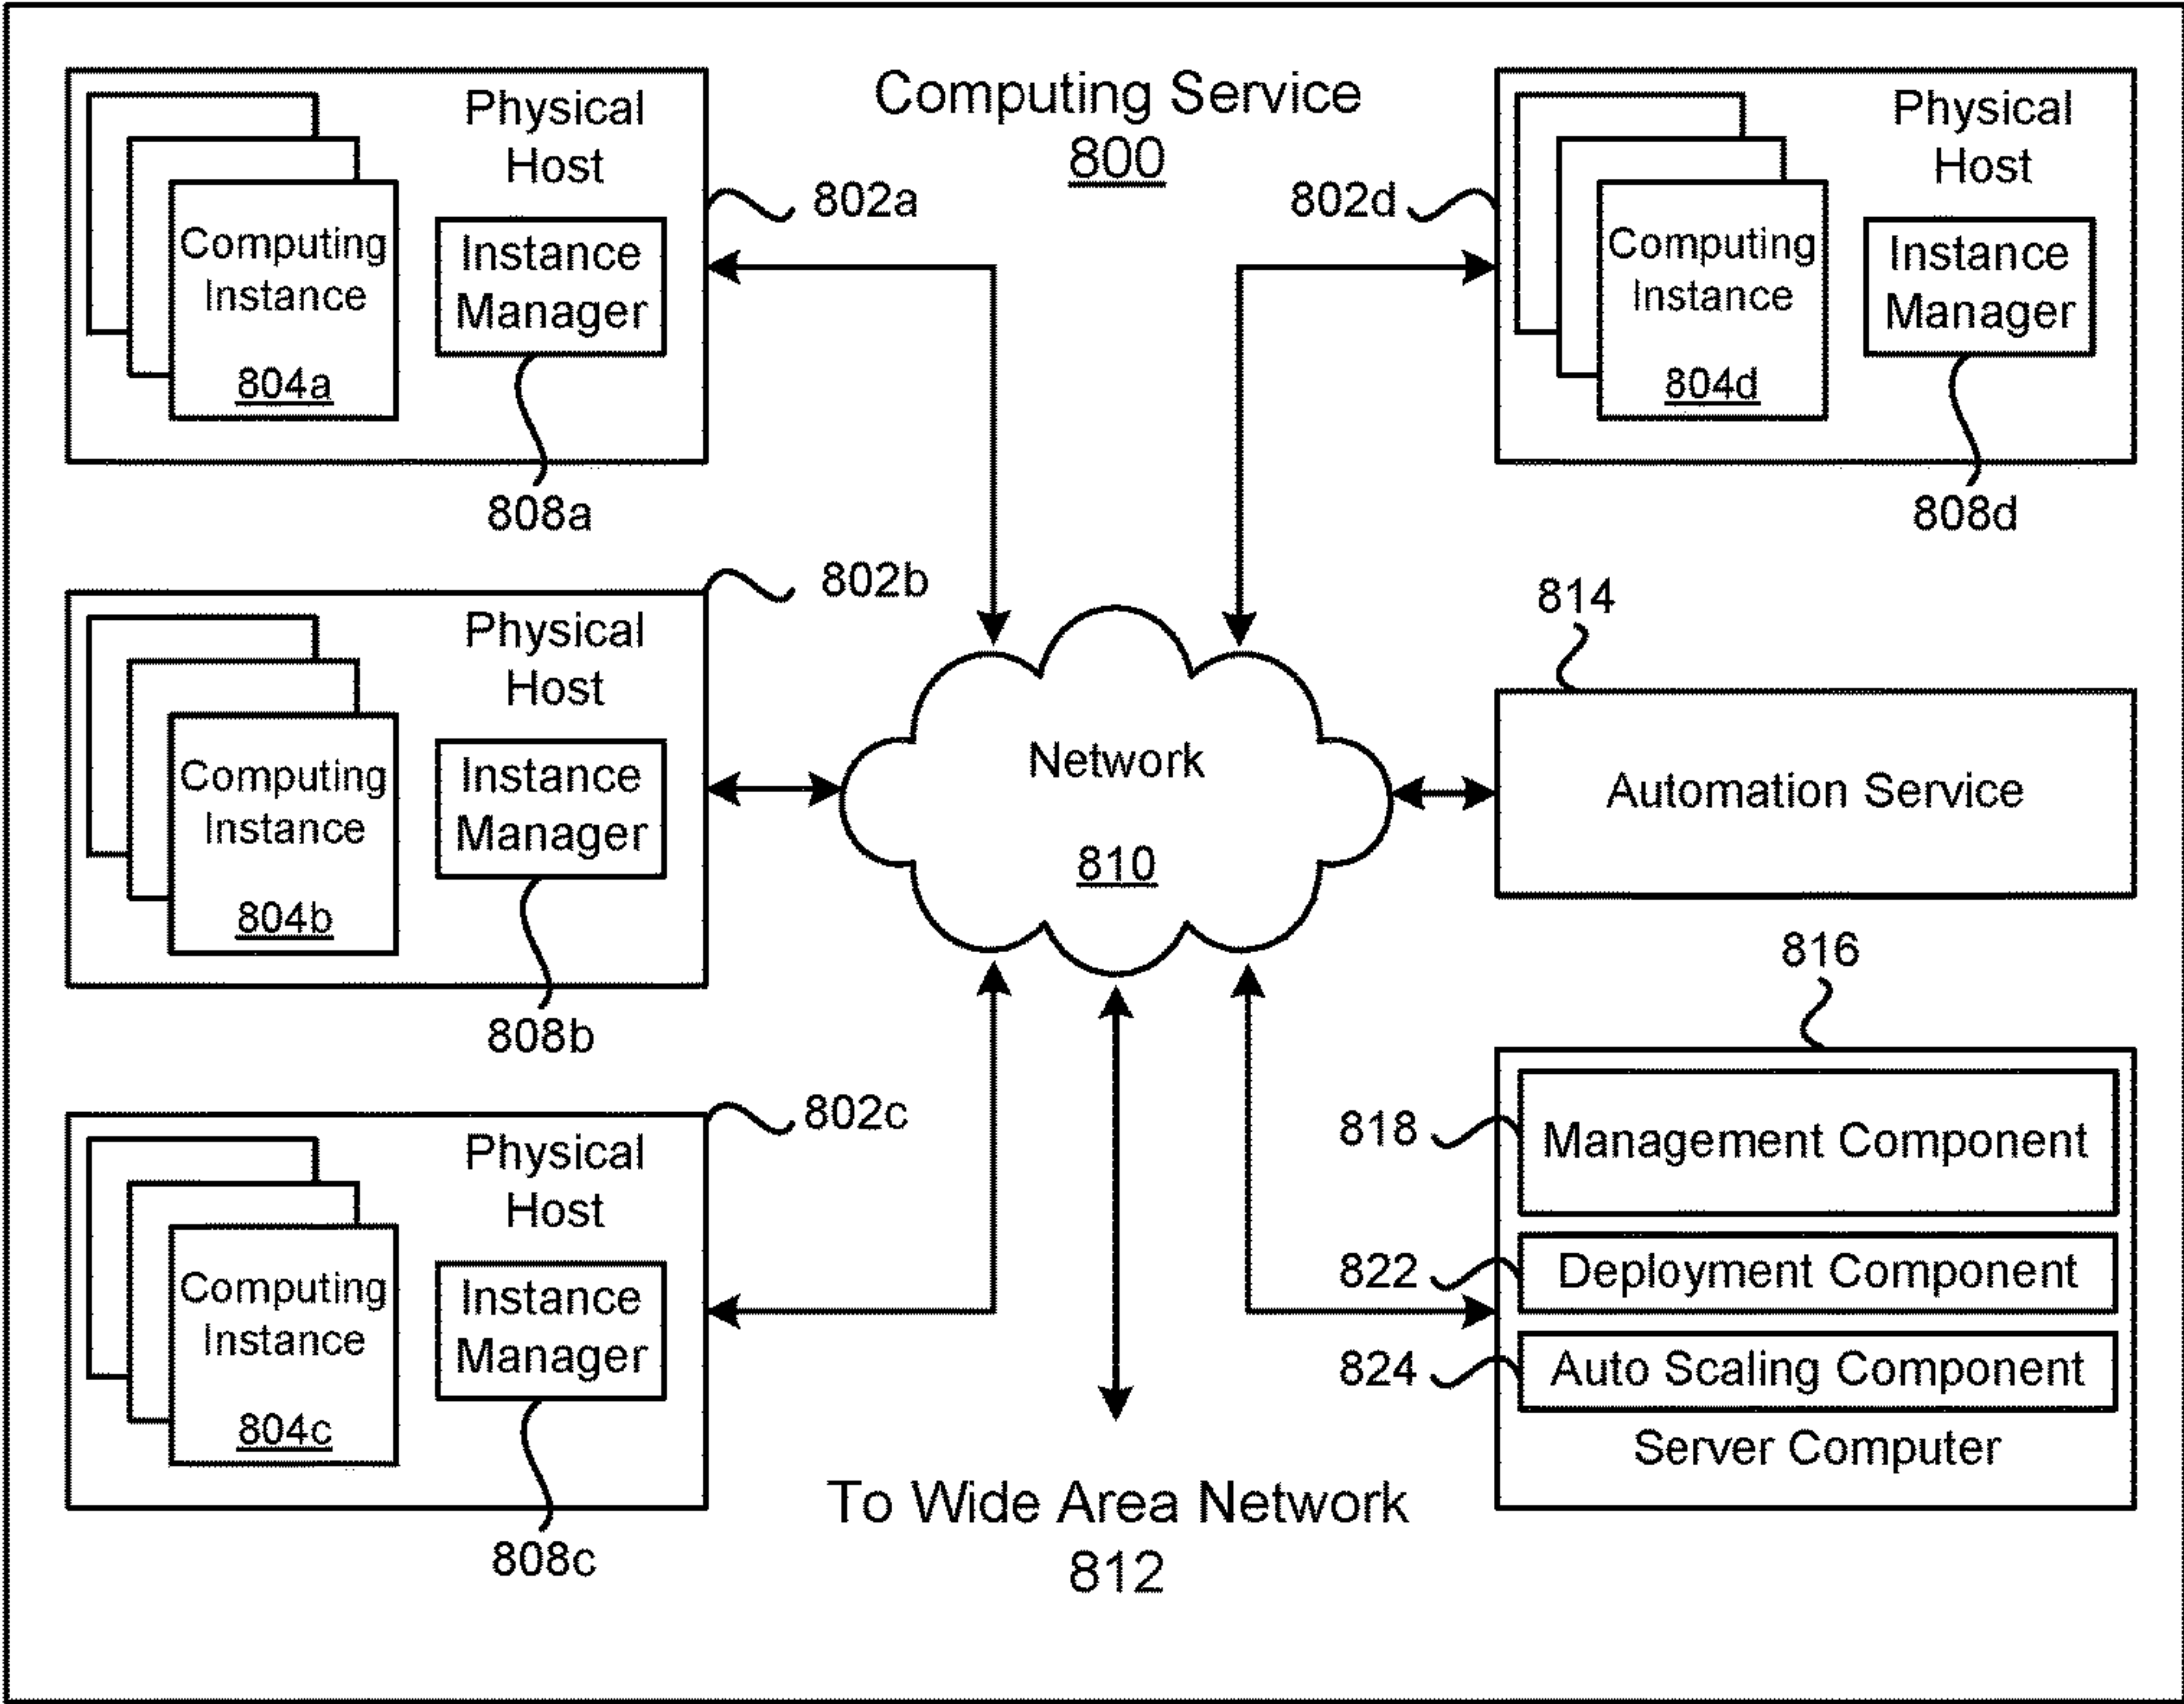 Computing Service
800
Physical
Host
Computing
Instance
804a
Instance
Manager
802a
808a
Physical
Host
Computing
Instance
804d
Instance
Manager
802d
808d
Physical
Host
Computing
Instance
804b
Instance
Manager
802b
808b
Network
810
814
Automation Service
Physical
Host
Computing
Instance
804c
Instance
Manager
802c
808c
816
818
Management Component
822
Deployment Component
824
Auto Scaling Component
Server Computer
To Wide Area Network
812